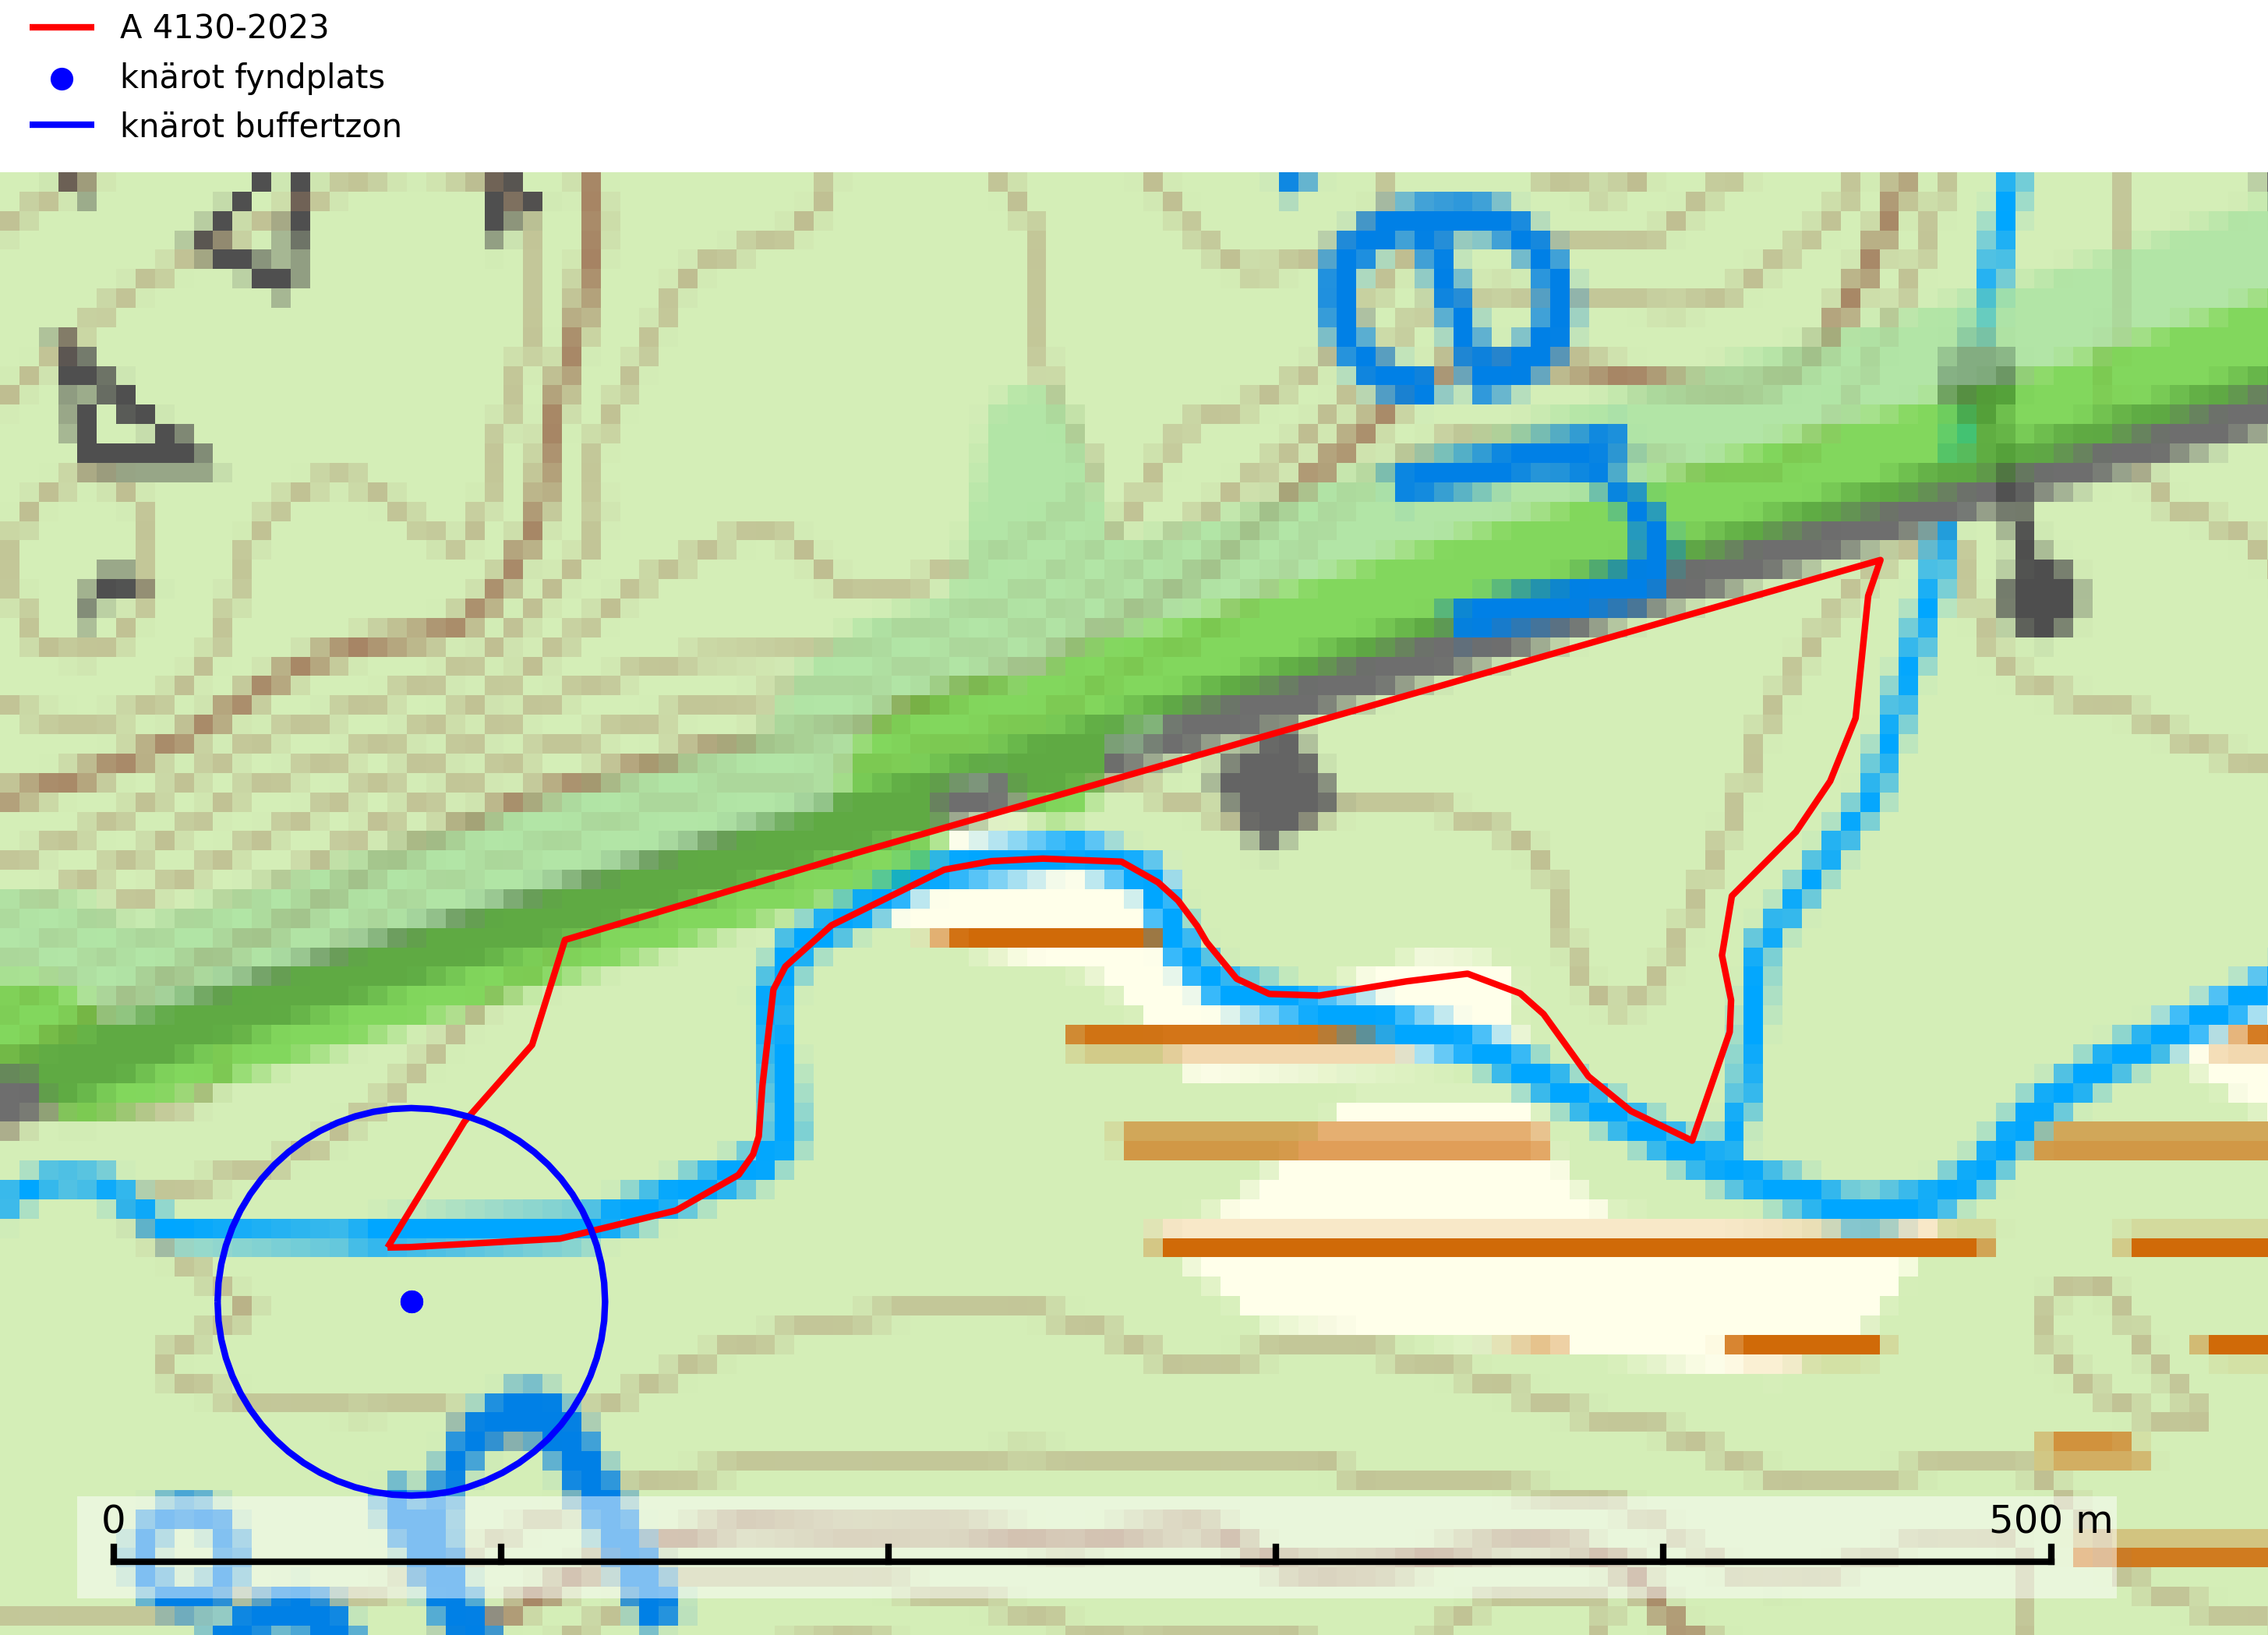 A 4130-2023
knärot fyndplats
knärot buffertzon
0
500 m